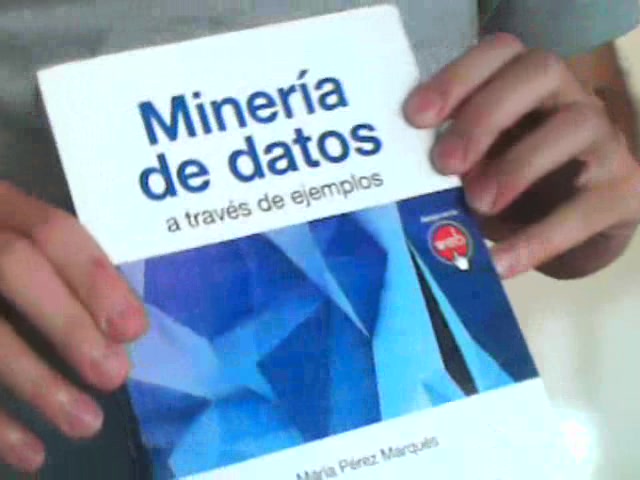 Minería
de datos
a través de ejemplos
web
María Pérez Marqués